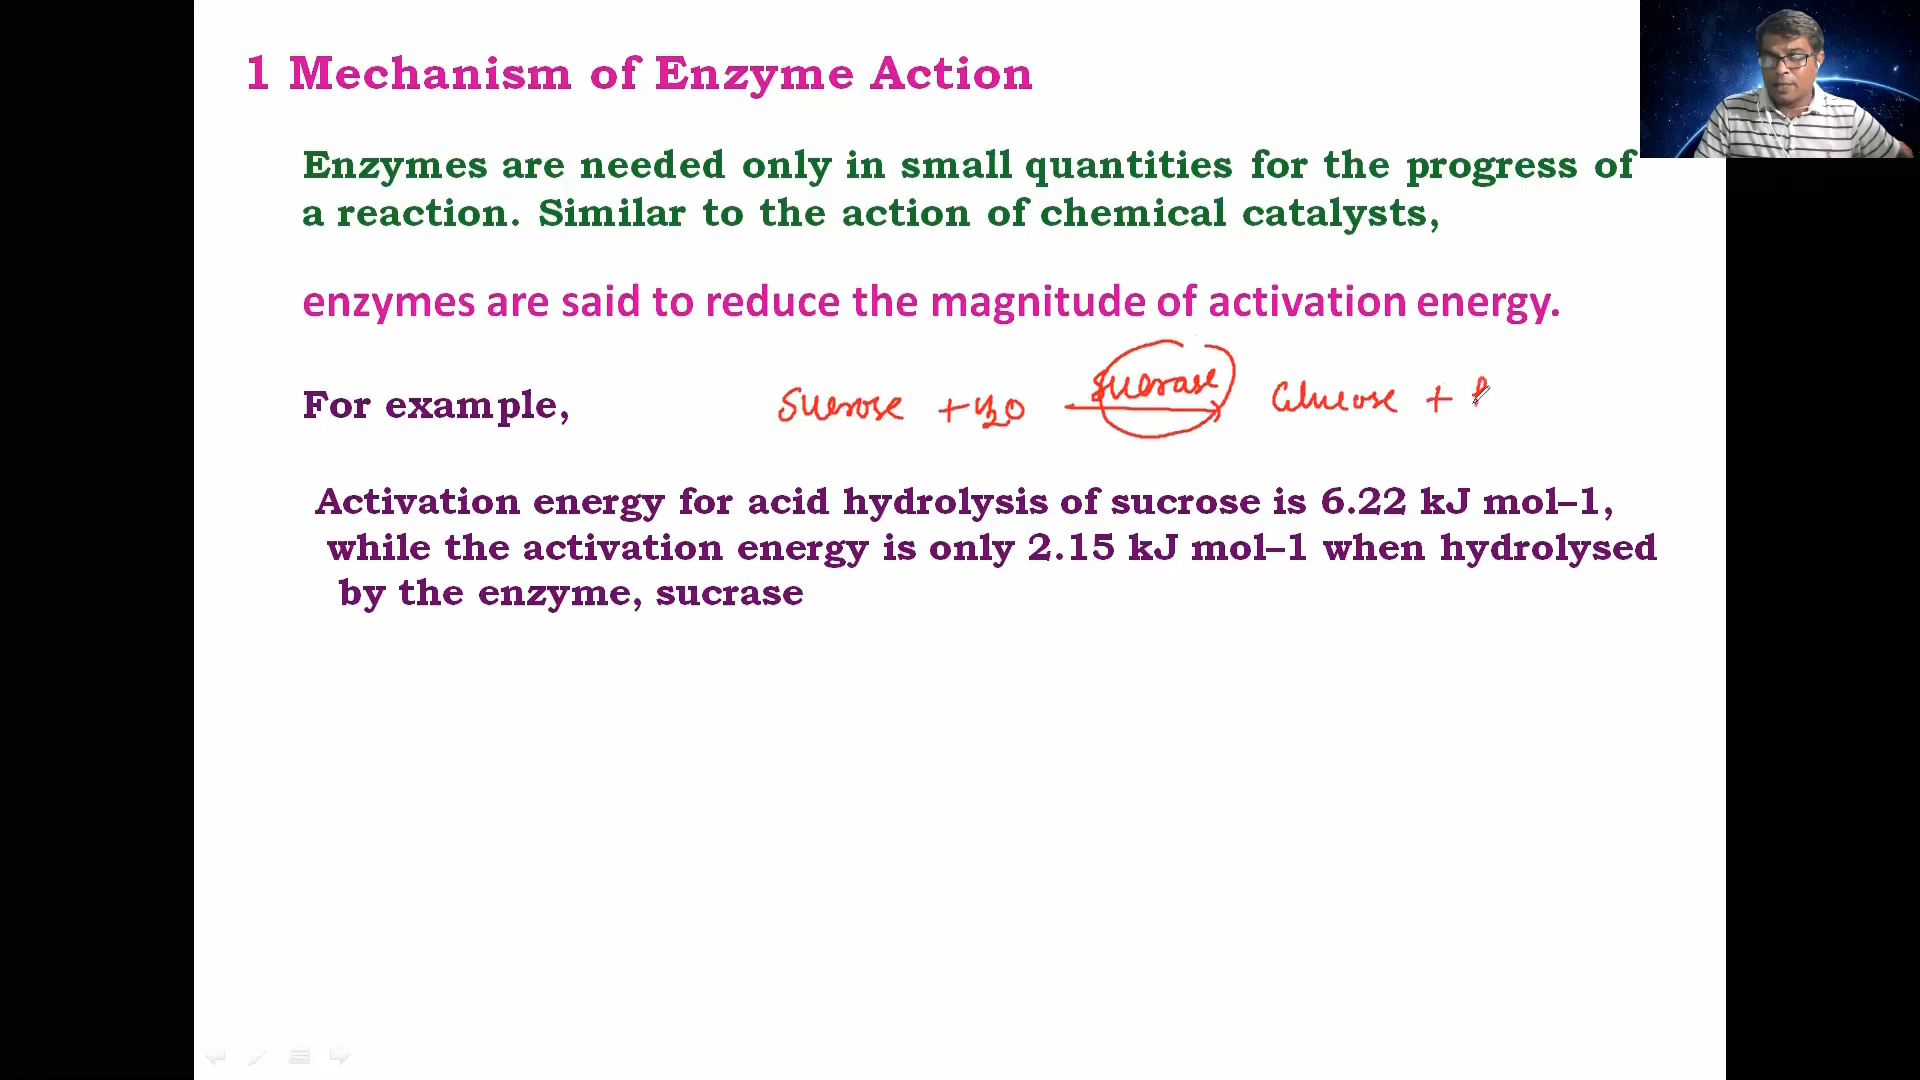 1 Mechanism of Enzyme Action
Enzymes are needed only in small quantities for the progress of
a reaction. Similar to the action of chemical catalysts,
enzymes are said to reduce the magnitude of activation energy.
For example, Sucrose + H2O sucrase Glucose +
Activation energy for acid hydrolysis of sucrose is 6.22 kJ mol–1,
while the activation energy is only 2.15 kJ mol–1 when hydrolysed
by the enzyme, sucrase